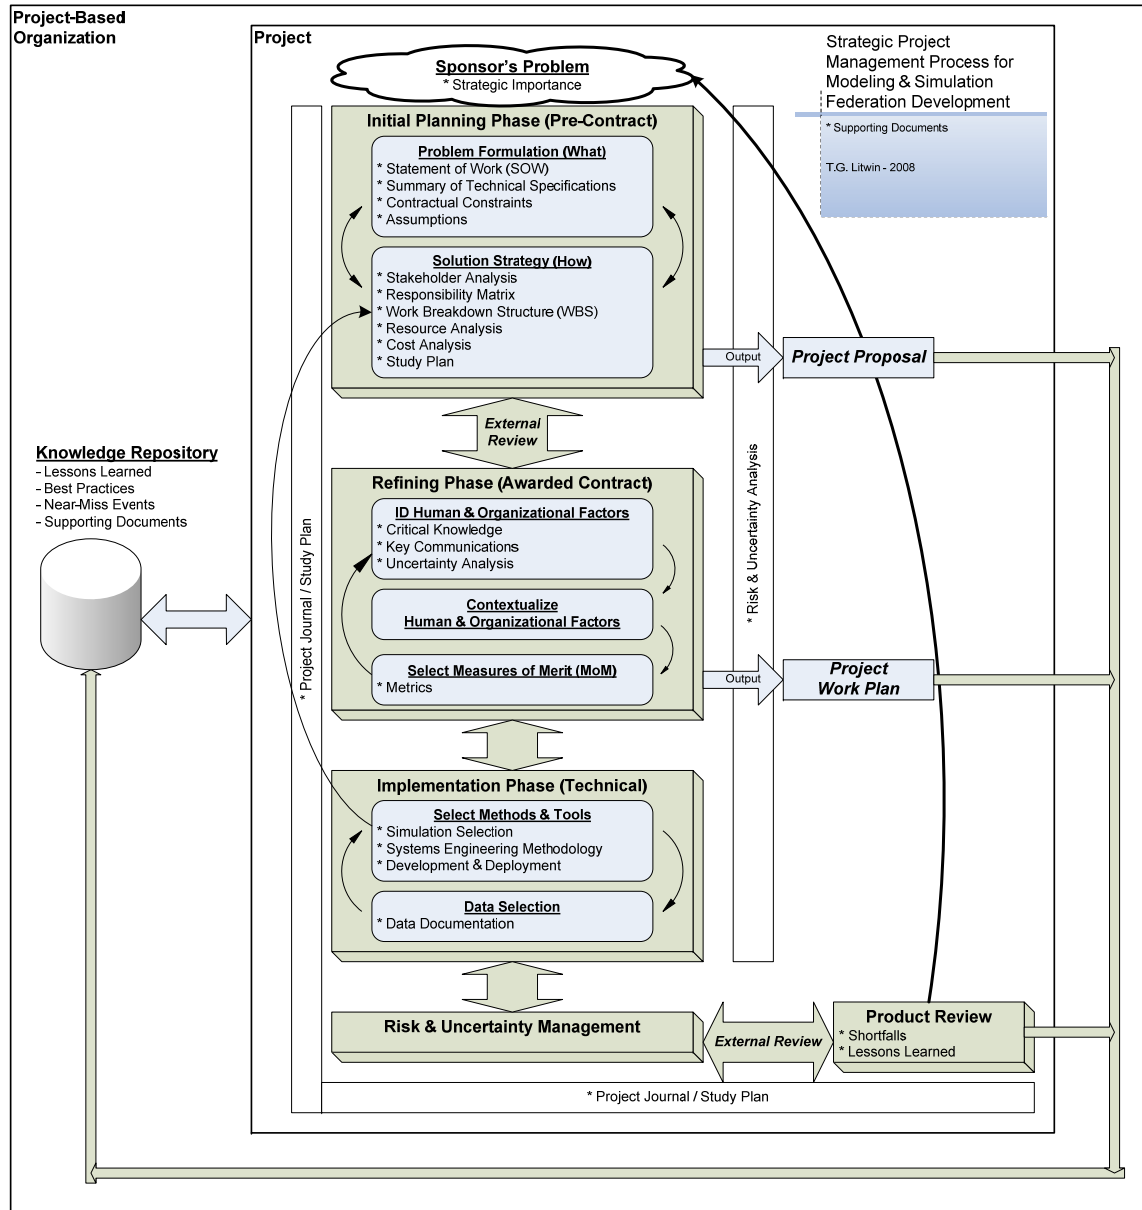 Project-Based
Organization
Project
Strategic Project
Management Process for
Modeling & Simulation
Federation Development
* Supporting Documents
T.G. Litwin - 2008
Sponsor's Problem
* Strategic Importance
Initial Planning Phase (Pre-Contract)
Problem Formulation (What)
* Statement of Work (SOW)
* Summary of Technical Specifications
* Contractual Constraints
* Assumptions
Solution Strategy (How)
* Stakeholder Analysis
* Responsibility Matrix
* Work Breakdown Structure (WBS)
* Resource Analysis
* Cost Analysis
* Study Plan
Output
Project Proposal
External
Review
Knowledge Repository
- Lessons Learned
- Best Practices
- Near-Miss Events
- Supporting Documents
Refining Phase (Awarded Contract)
ID Human & Organizational Factors
* Critical Knowledge
* Key Communications
* Uncertainty Analysis
Contextualize
Human & Organizational Factors
Select Measures of Merit (MoM)
* Metrics
Output
Project
Work Plan
* Project Journal / Study Plan
* Risk & Uncertainty Analysis
Implementation Phase (Technical)
Select Methods & Tools
* Simulation Selection
* Systems Engineering Methodology
* Development & Deployment
Data Selection
* Data Documentation
Risk & Uncertainty Management
External Review
Product Review
* Shortfalls
* Lessons Learned
* Project Journal / Study Plan